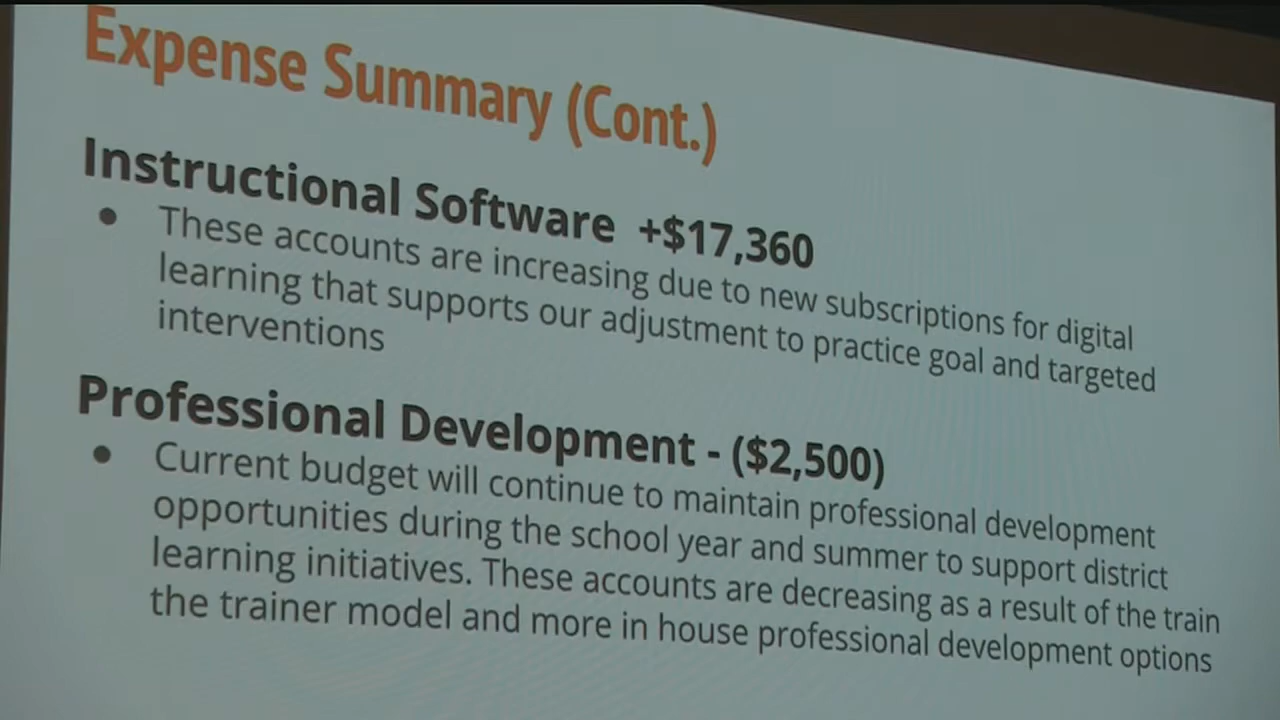 Expense Summary (Cont.)
Instructional Software +$17,360
● These accounts are increasing due to new subscriptions for digital
learning that supports our adjustment to practice goal and targeted
interventions
Professional Development - ($2,500)
● Current budget will continue to maintain professional development
opportunities during the school year and summer to support district
learning initiatives. These accounts are decreasing as a result of the train
the trainer model and more in house professional development options